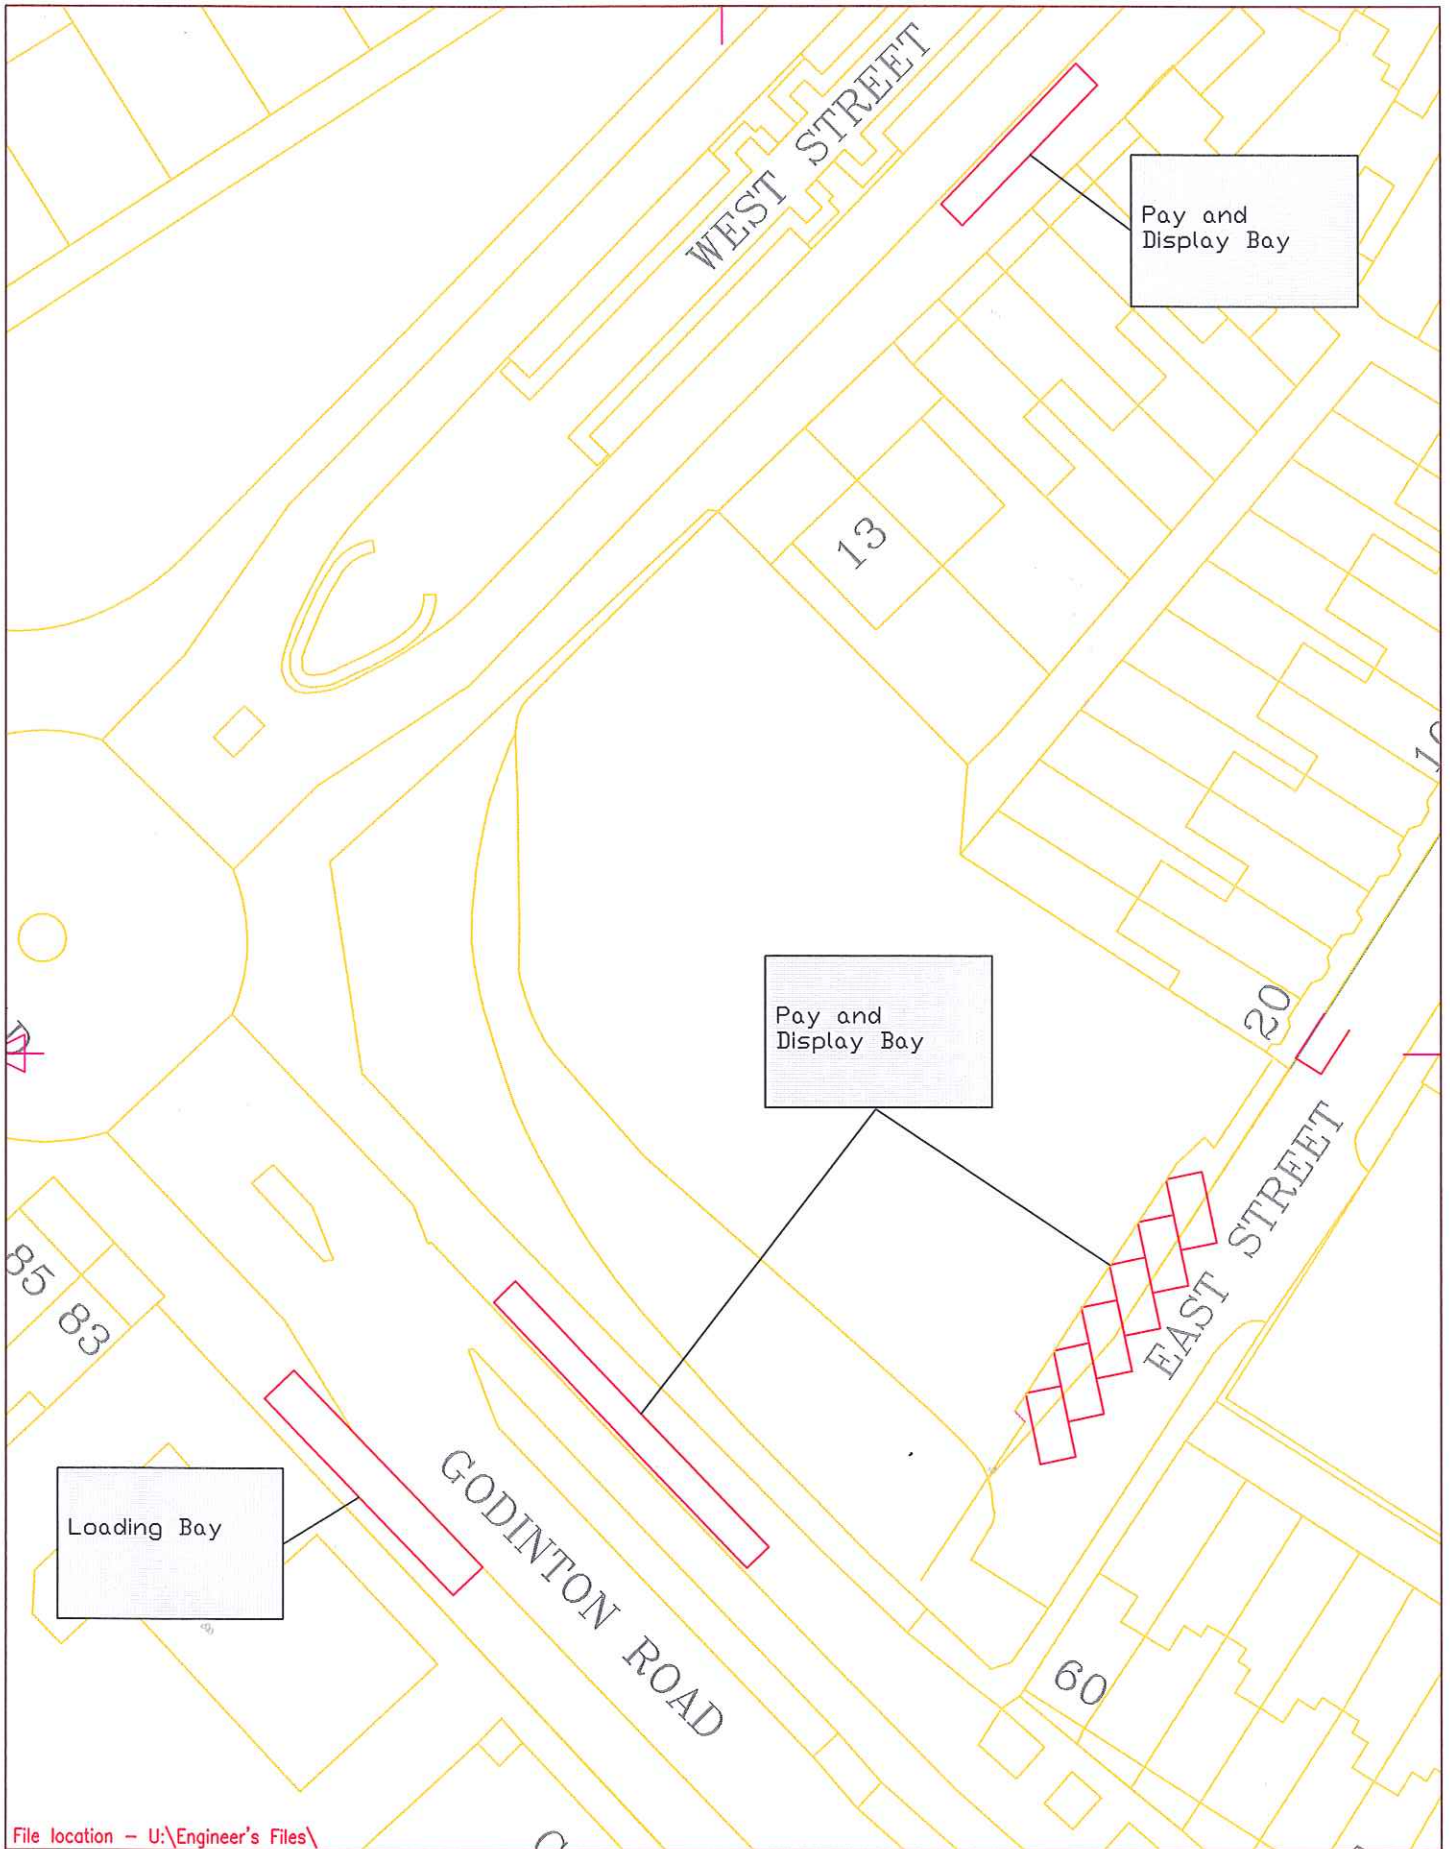 WEST STREET
Pay and
Display Bay
13
Pay and
Display Bay
20
EAST STREET
85
83
Loading Bay
GODINTON ROAD
60
File location - U:\Engineer's Files\